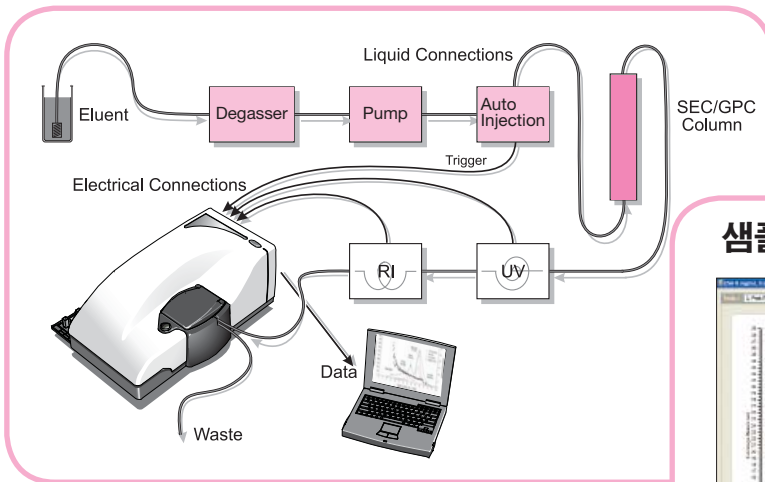 Liquid Connections
Eluent
Degasser
Pump
Auto
Injection
SEC/GPC
Column
Trigger
Electrical Connections
RI
UV
Data
Waste